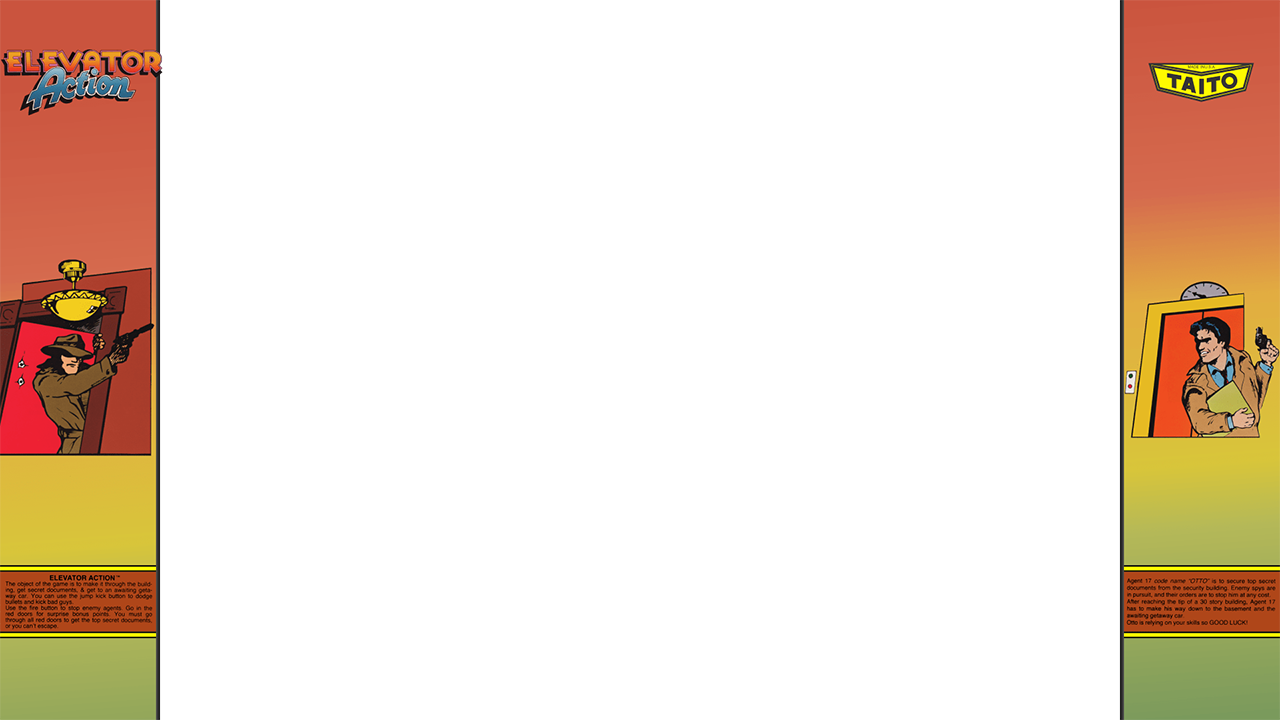 ELEVATOR
Action
MADE IN U.S.A.
TAITO
ELEVATOR ACTION™
The object of the game is to make it through the build-
ing, get secret documents, & get to an awaiting geta-
way car. You can use the jump kick button to dodge
bullets and kick bad guys.
Use the fire button to stop enemy agents. Go in the
red doors for surprise bonus points. You must go
through all red doors to get the top secret documents,
or you can't escape.
Agent 17 code name "OTTO" is to secure top secret
documents from the security building. Enemy spys are
in pursuit, and their orders are to stop him at any cost.
After reaching the tip of a 30 story building, Agent 17
has to make his way down to the basement and the
awaiting getaway car.
Otto is relying on your skills so GOOD LUCK!